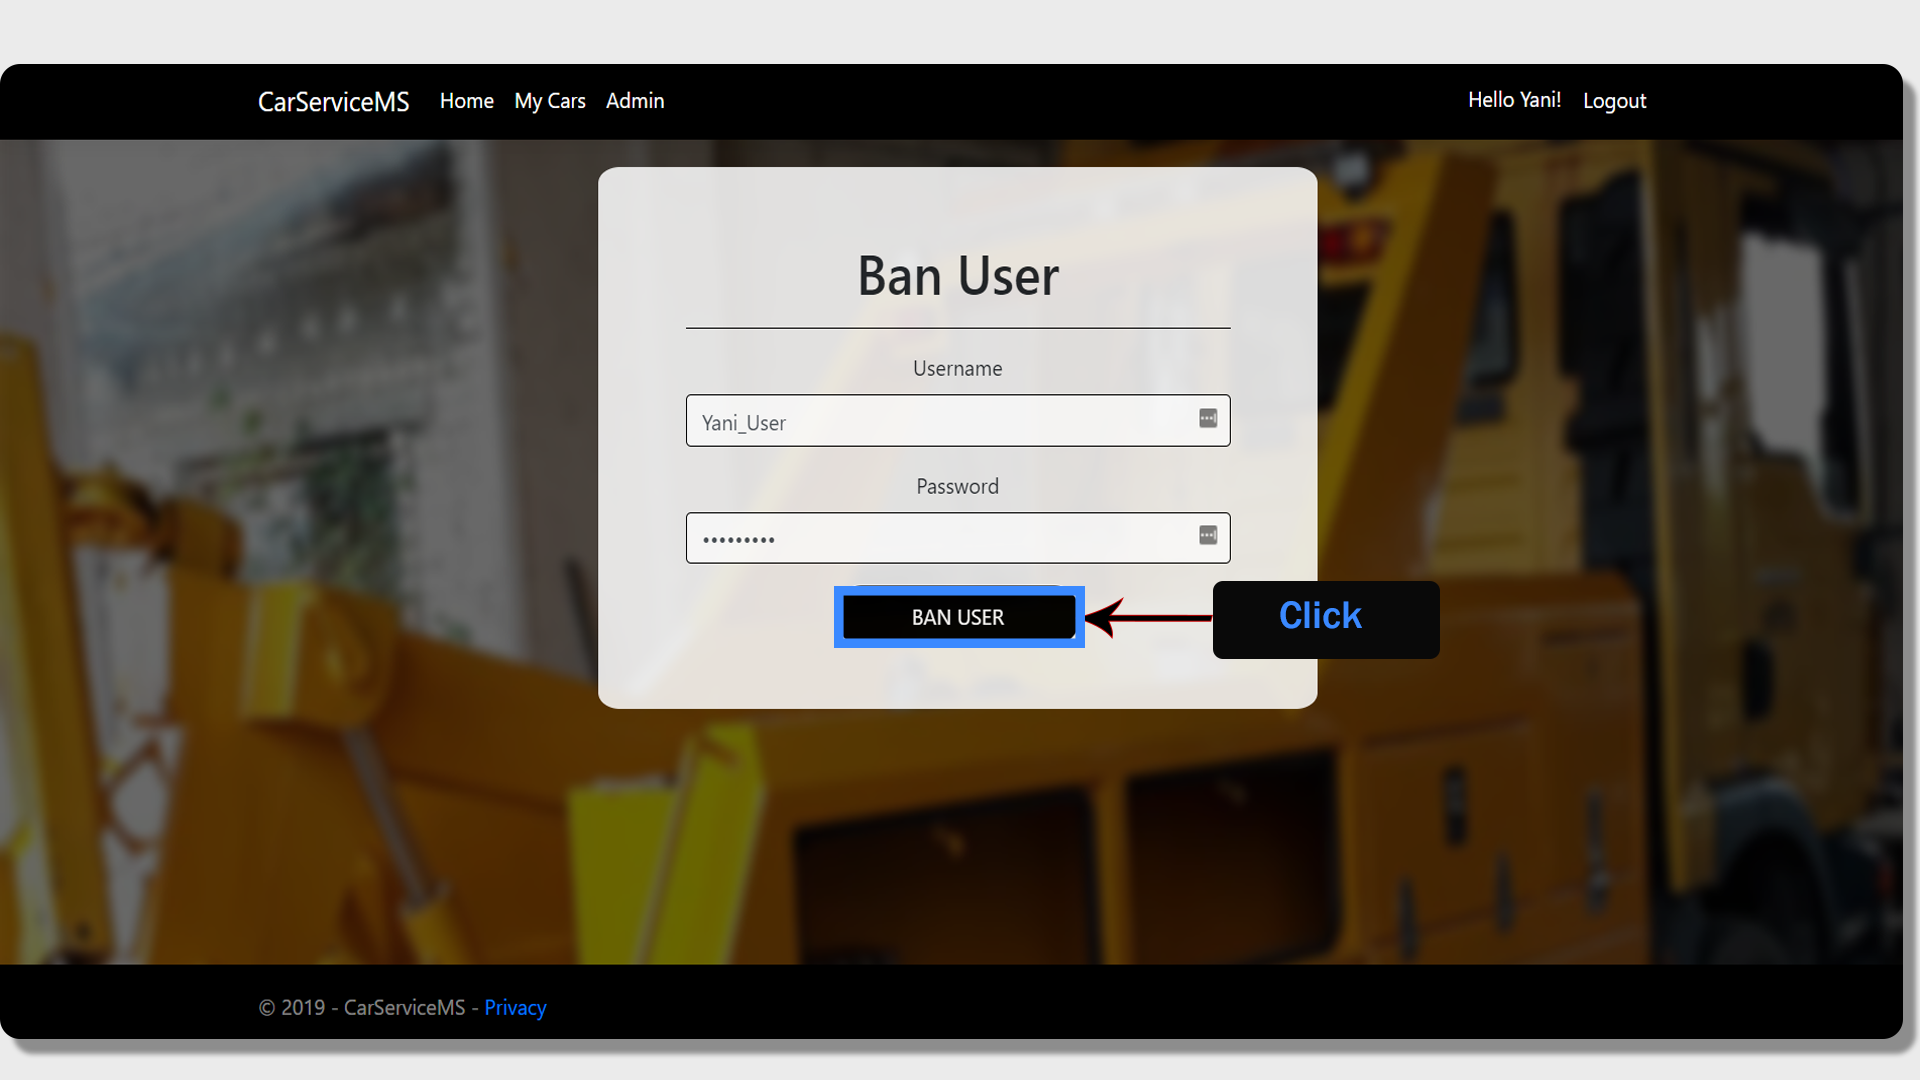 CarServiceMS Home My Cars Admin Hello Yani! Logout
Ban User
Username
Yani_User
Password
•••••••••
BAN USER
Click
© 2019 - CarServiceMS - Privacy